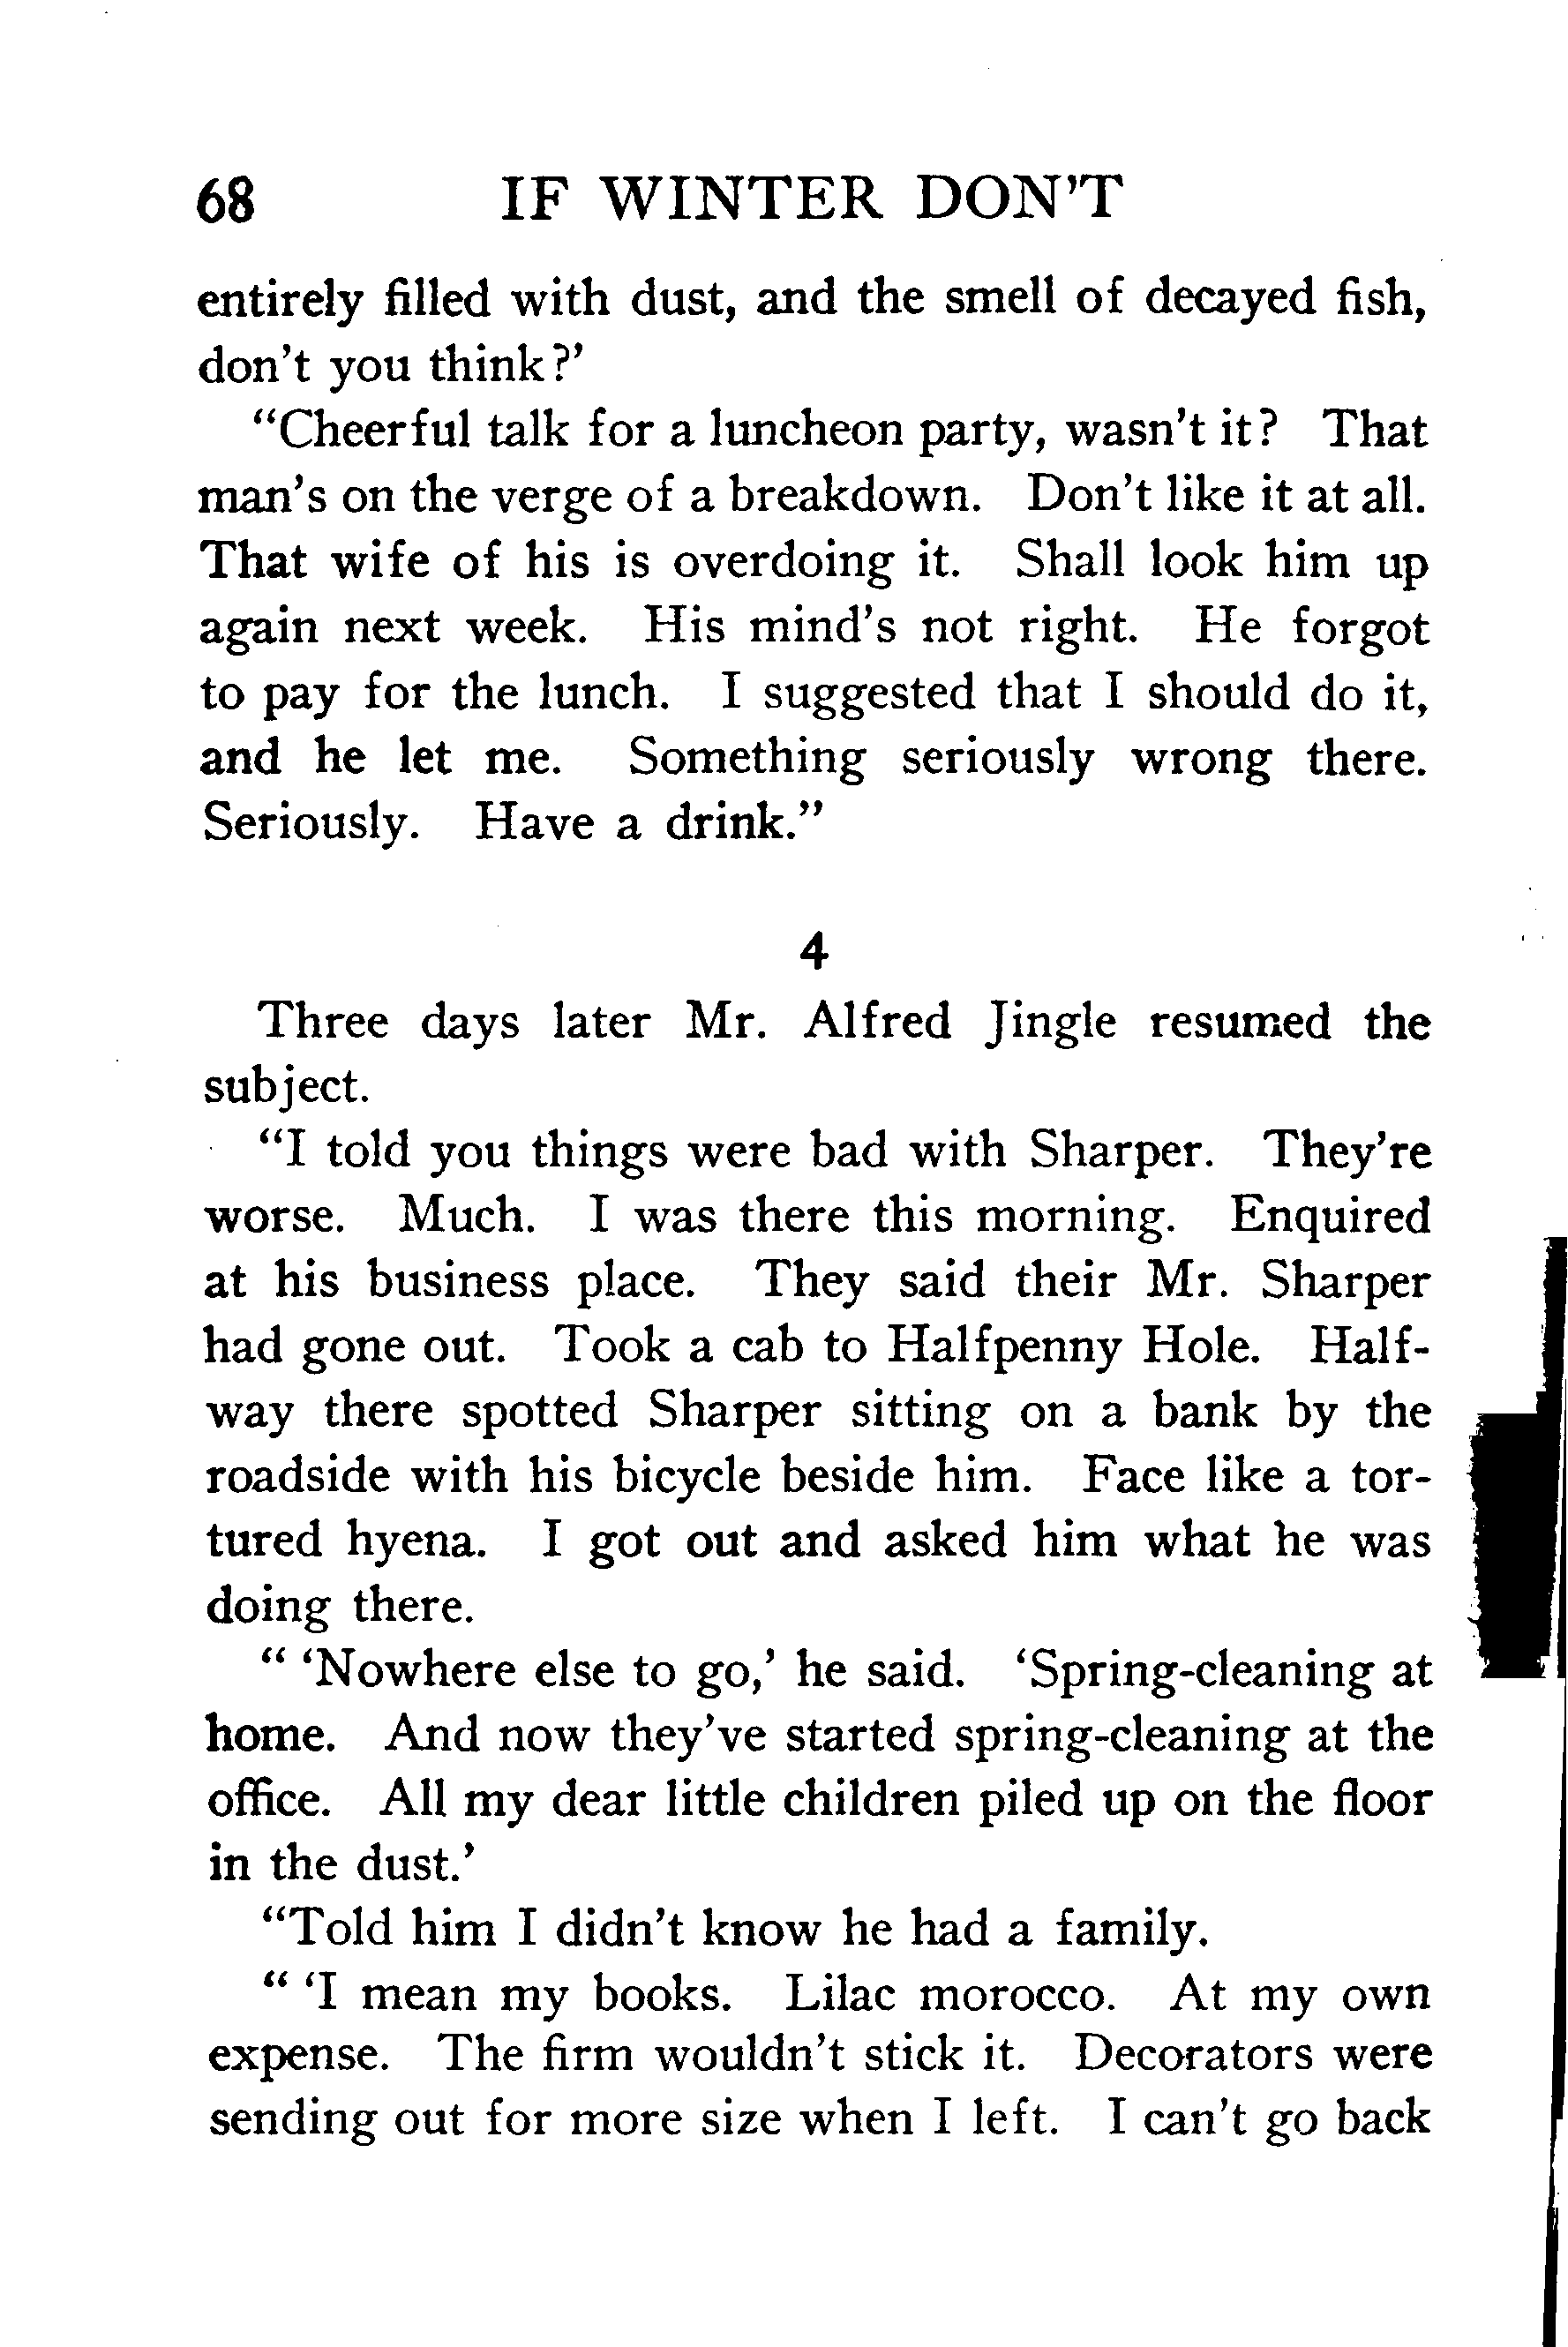 68 IF WINTER DON'T
entirely filled with dust, and the smell of decayed fish,
don't you think?'
"Cheerful talk for a luncheon party, wasn't it? That
man's on the verge of a breakdown. Don't like it at all.
That wife of his is overdoing it. Shall look him up
again next week. His mind's not right. He forgot
to pay for the lunch. I suggested that I should do it,
and he let me. Something seriously wrong there.
Seriously. Have a drink."
4
Three days later Mr. Alfred Jingle resumed the
subject.
"I told you things were bad with Sharper. They're
worse. Much. I was there this morning. Enquired
at his business place. They said their Mr. Sharper
had gone out. Took a cab to Halfpenny Hole. Half-
way there spotted Sharper sitting on a bank by the
roadside with his bicycle beside him. Face like a tor-
tured hyena. I got out and asked him what he was
doing there.
" 'Nowhere else to go,' he said. 'Spring-cleaning at
home. And now they've started spring-cleaning at the
office. All my dear little children piled up on the floor
in the dust.'
"Told him I didn't know he had a family.
" 'I mean my books. Lilac morocco. At my own
expense. The firm wouldn't stick it. Decorators were
sending out for more size when I left. I can't go back